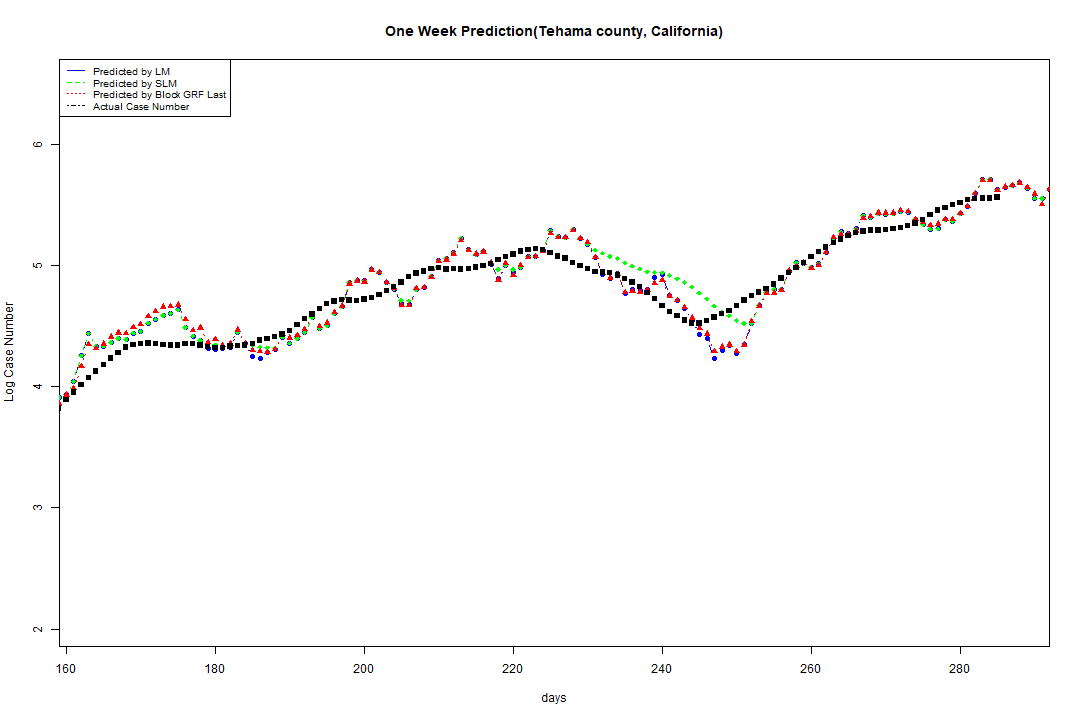 One Week Prediction(Tehama county, California)
Predicted by LM
Predicted by SLM
Predicted by Block GRF Last
Actual Case Number
6
5
4
3
2
Log Case Number
160 180 200 220 240 260 280
days